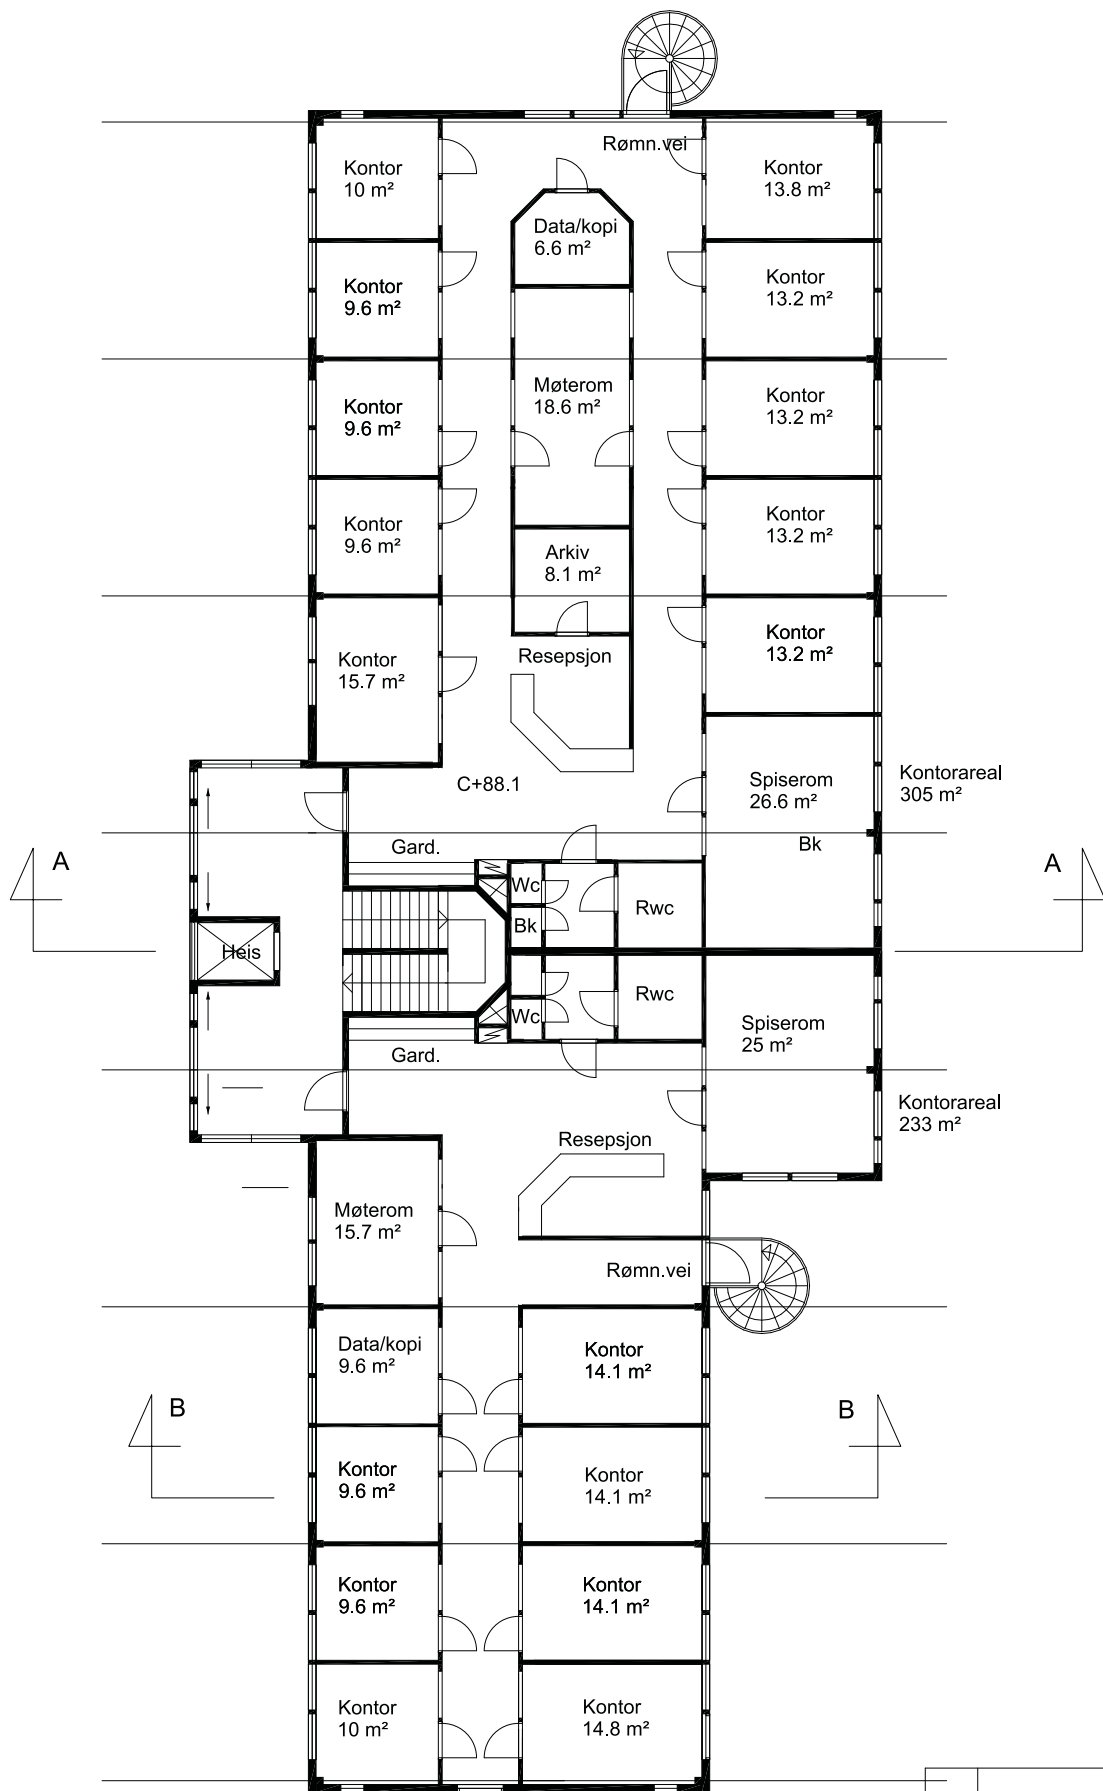 Rømn.vei
Kontor
10 m²
Kontor
13.8 m²
Data/kopi
6.6 m²
Kontor
9.6 m²
Kontor
13.2 m²
Møterom
18.6 m²
Kontor
9.6 m²
Kontor
13.2 m²
Kontor
9.6 m²
Kontor
13.2 m²
Arkiv
8.1 m²
Kontor
15.7 m²
Resepsjon
Kontor
13.2 m²
C+88.1
Spiserom
26.6 m²
Bk
Kontorareal
305 m²
A
Gard.
A
Wc
Bk
Rwc
Heis
Wc
Rwc
Gard.
Spiserom
25 m²
Kontorareal
233 m²
Resepsjon
Møterom
15.7 m²
Rømn.vei
Data/kopi
9.6 m²
Kontor
14.1 m²
B
B
Kontor
9.6 m²
Kontor
14.1 m²
Kontor
9.6 m²
Kontor
14.1 m²
Kontor
10 m²
Kontor
14.8 m²